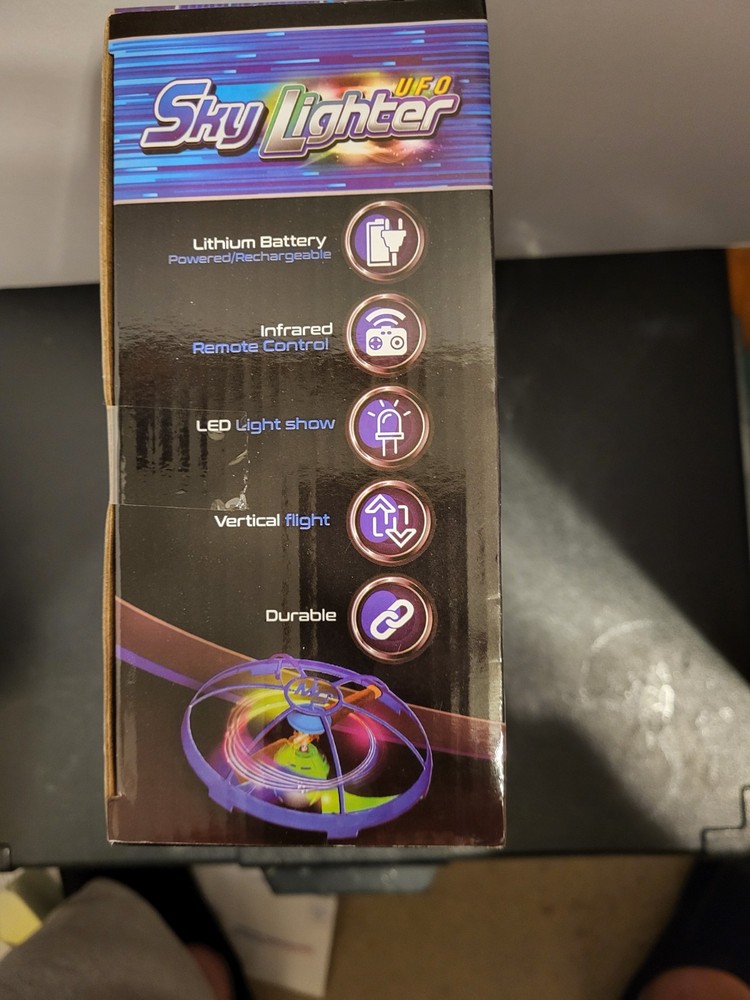 UFO
Sky Lighter
Lithium Battery
Powered/Rechargeable
Infrared
Remote Control
LED Light show
Vertical flight
Durable